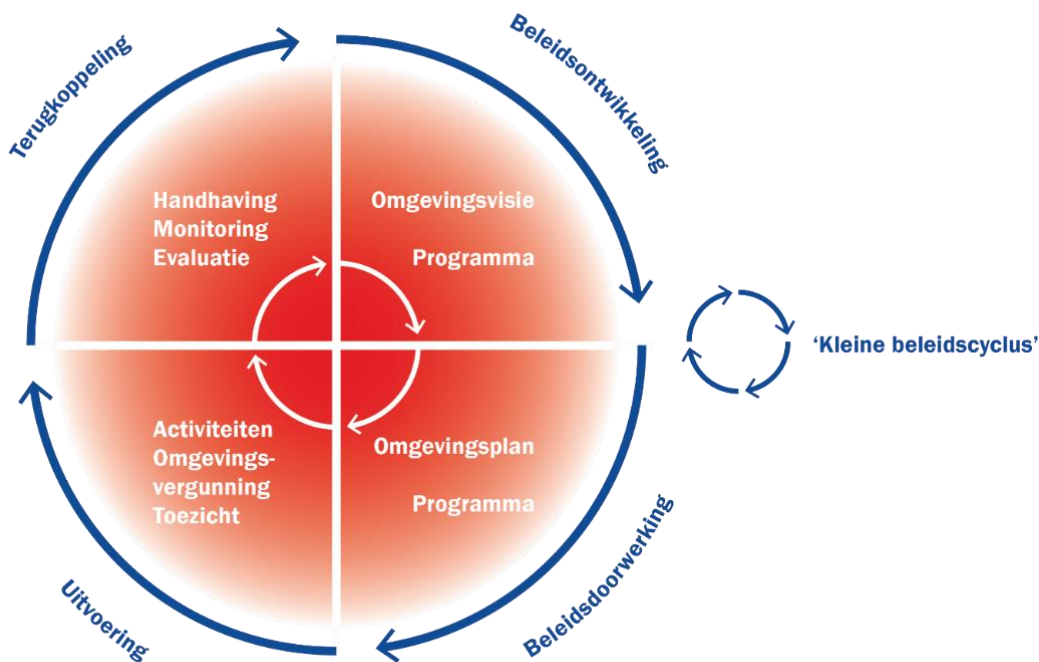 Terugkoppeling
Beleidsontwikkeling
Handhaving
Monitoring
Evaluatie
Omgevingsvisie
Programma
'Kleine beleidscyclus'
Activiteiten
Omgevings-
vergunning
Toezicht
Omgevingsplan
Programma
Uitvoering
Beleidsdoorwerking